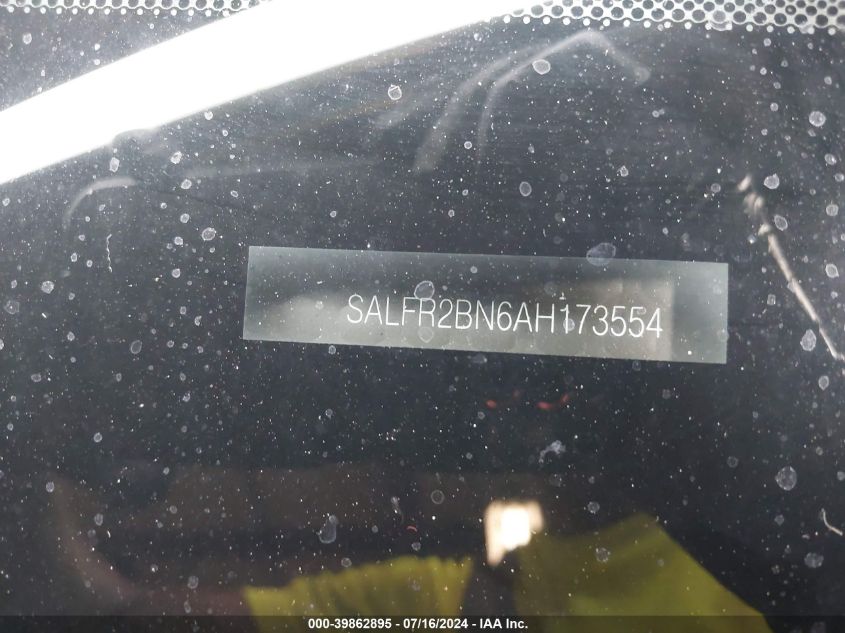 SALFR2BN6AH173554
000-39862895 - 07/16/2024 - IAA Inc.